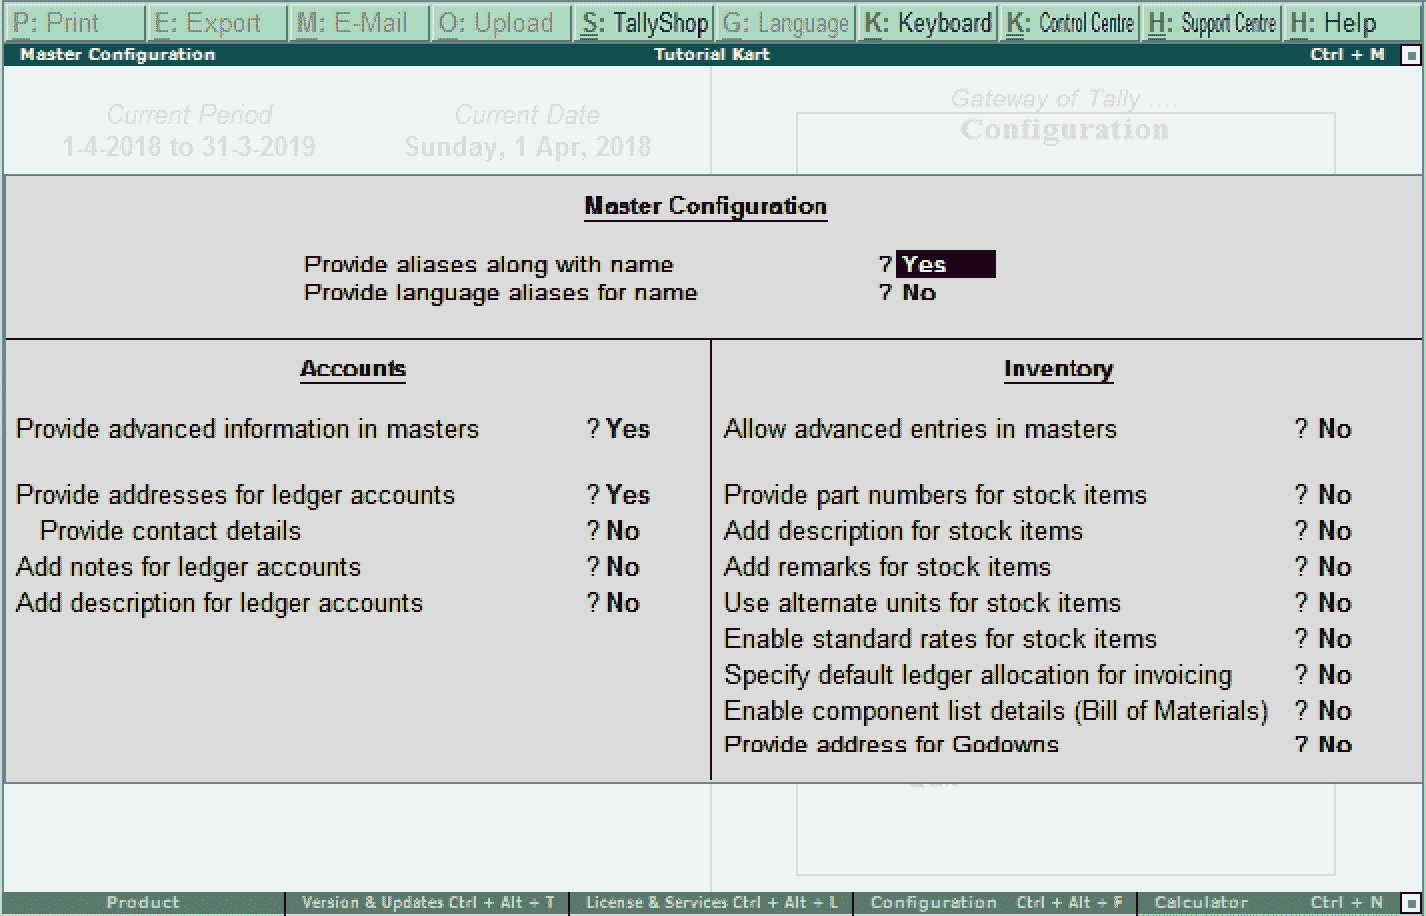 P: Print E: Export M: E-Mail O: Upload S: TallyShop G: Language K: Keyboard K: Control Centre H: Support Centre H: Help
Master Configuration Tutorial Kart Ctrl + M
Current Period Current Date Gateway of Tally ....
1-4-2018 to 31-3-2019 Sunday, 1 Apr, 2018 Configuration
Master Configuration
Provide aliases along with name ? Yes
Provide language aliases for name ? No
Accounts
Provide advanced information in masters ? Yes
Provide addresses for ledger accounts ? Yes
Provide contact details ? No
Add notes for ledger accounts ? No
Add description for ledger accounts ? No
Inventory
Allow advanced entries in masters ? No
Provide part numbers for stock items ? No
Add description for stock items ? No
Add remarks for stock items ? No
Use alternate units for stock items ? No
Enable standard rates for stock items ? No
Specify default ledger allocation for invoicing ? No
Enable component list details (Bill of Materials) ? No
Provide address for Godowns ? No
Product Version & Updates Ctrl + Alt + T License & Services Ctrl + Alt + L Configuration Ctrl + Alt + F Calculator Ctrl + N